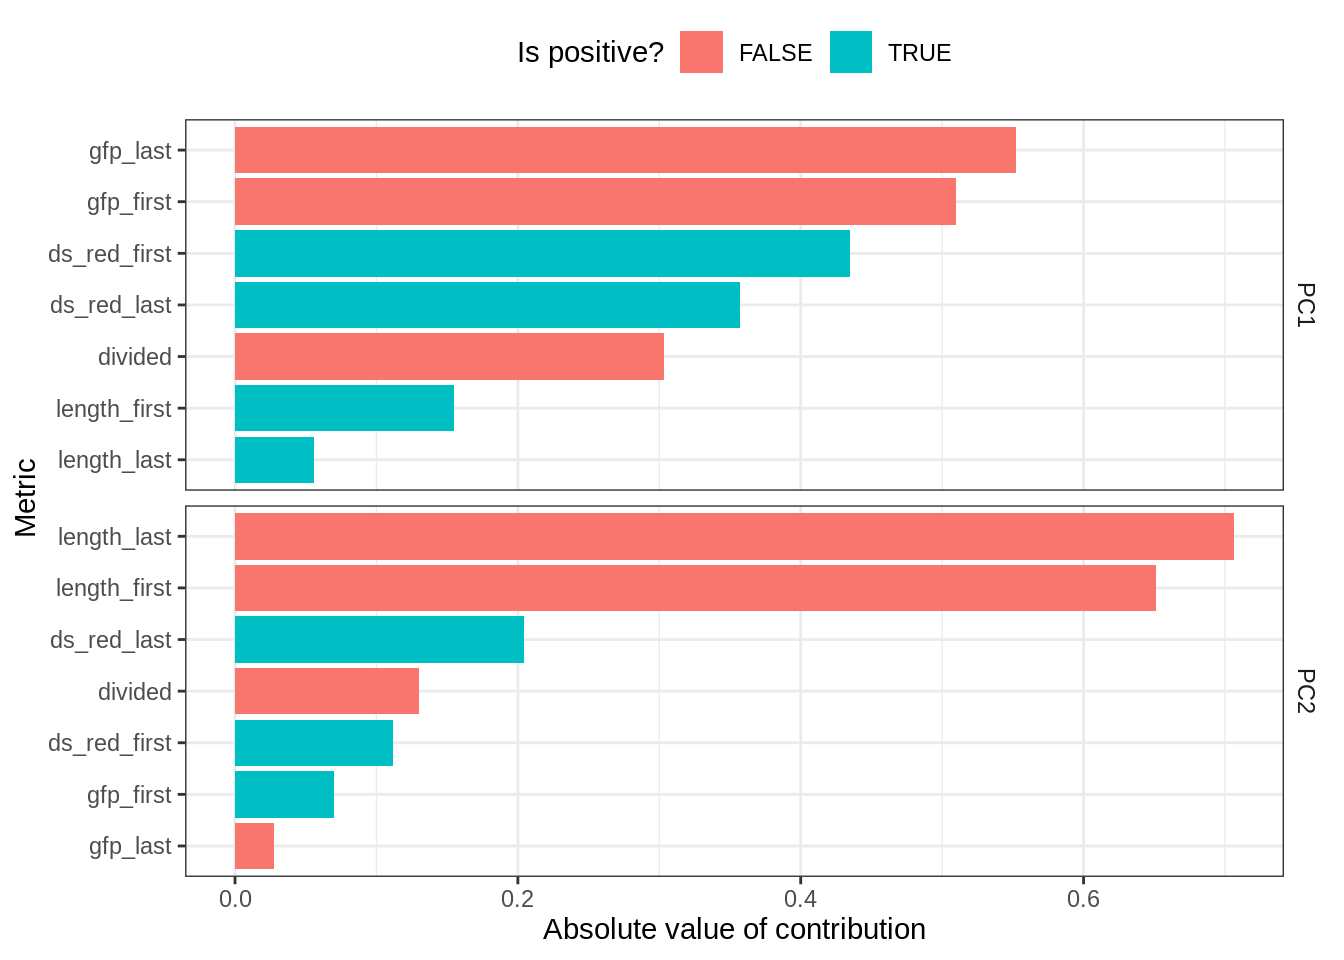 Is positive? FALSE TRUE
gfp_last
gfp_first
ds_red_first
ds_red_last
divided
length_first
length_last
PC1
length_last
length_first
ds_red_last
divided
ds_red_first
gfp_first
gfp_last
PC2
Metric
0.0 0.2 0.4 0.6
Absolute value of contribution